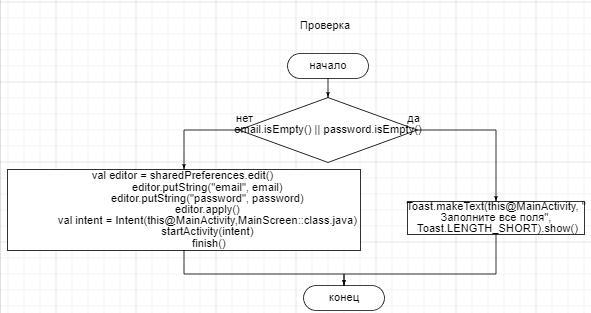 Проверка
начало
нет
да
email.isEmpty() || password.isEmpty()
val editor = sharedPreferences.edit()
editor.putString("email", email)
editor.putString("password", password)
editor.apply()
val intent = Intent(this@MainActivity,MainScreen::class.java)
startActivity(intent)
finish()
Toast.makeText(this@MainActivity, "
Заполните все поля",
Toast.LENGTH_SHORT).show()
конец